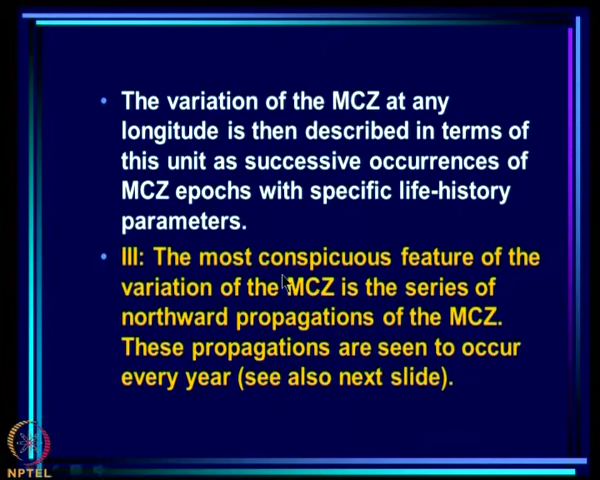 • The variation of the MCZ at any
longitude is then described in terms of
this unit as successive occurrences of
MCZ epochs with specific life-history
parameters.
• III: The most conspicuous feature of the
variation of the MCZ is the series of
northward propagations of the MCZ.
These propagations are seen to occur
every year (see also next slide).
NPTEL